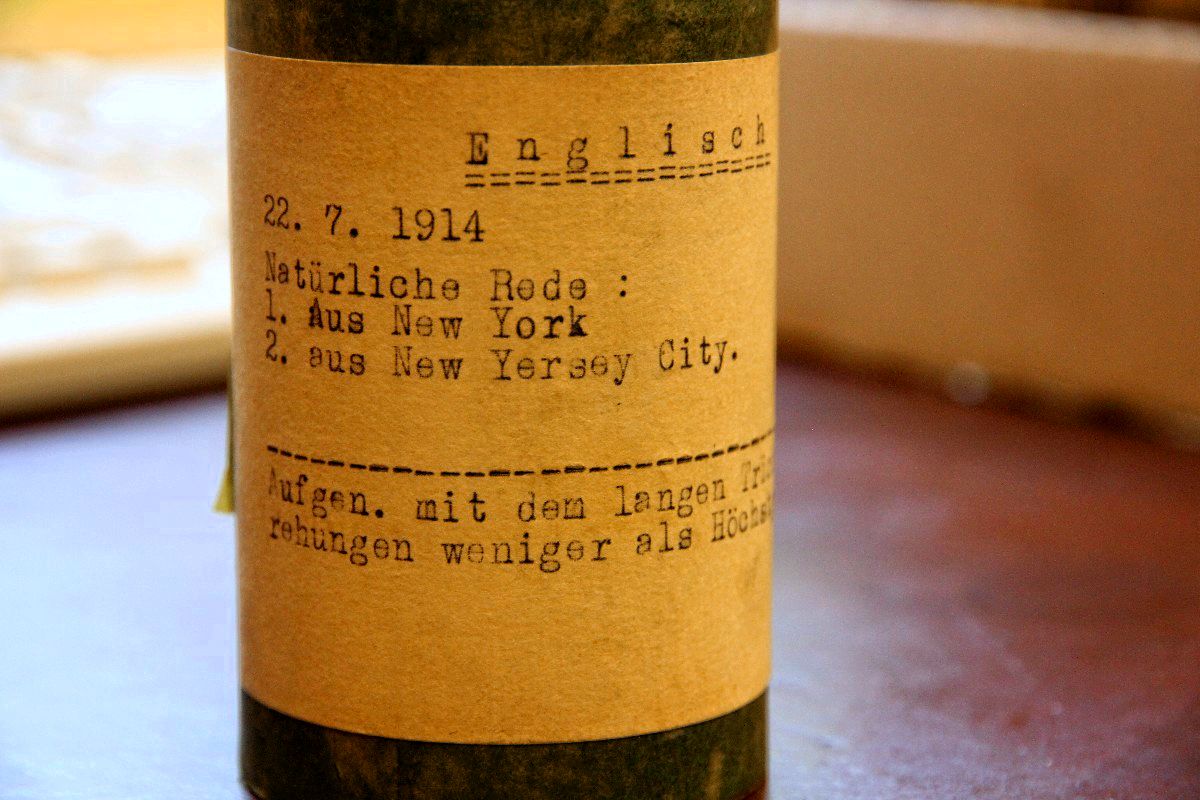 Englisch
22. 7. 1914
Natürliche Rede :
1. Aus New York
2. aus New Yersey City.
Aufgen. mit dem langen
rehungen weniger als